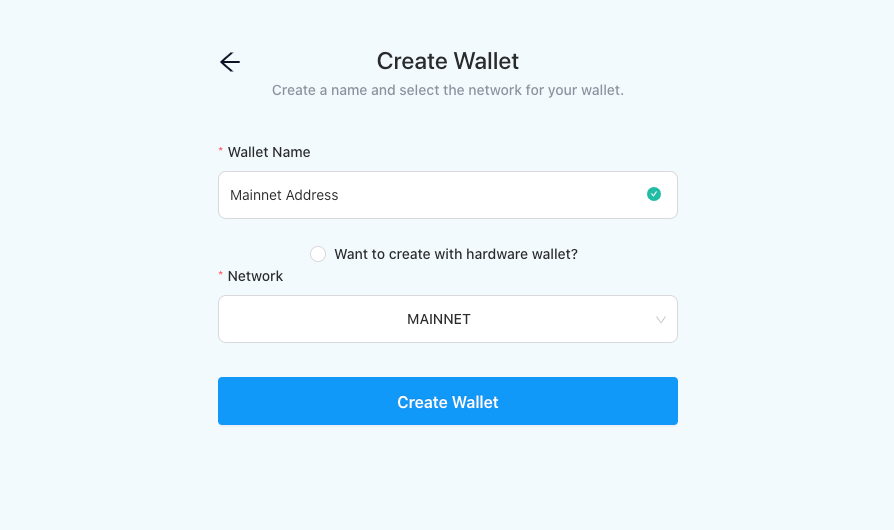 Create Wallet
Create a name and select the network for your wallet.
* Wallet Name
Mainnet Address
Want to create with hardware wallet?
* Network
MAINNET
Create Wallet